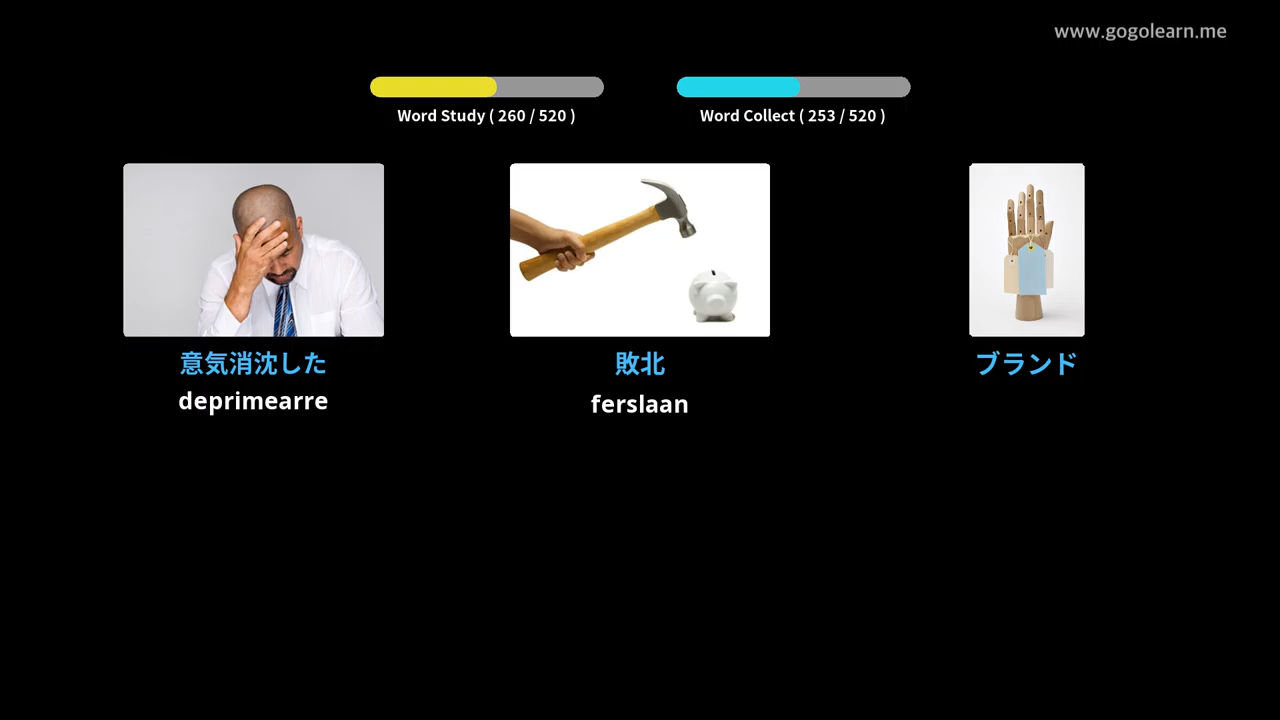 www.gogolearn.me
Word Study ( 260 / 520 )
Word Collect ( 253 / 520 )
意気消沈した
敗北
ブランド
deprimearre
ferslaan